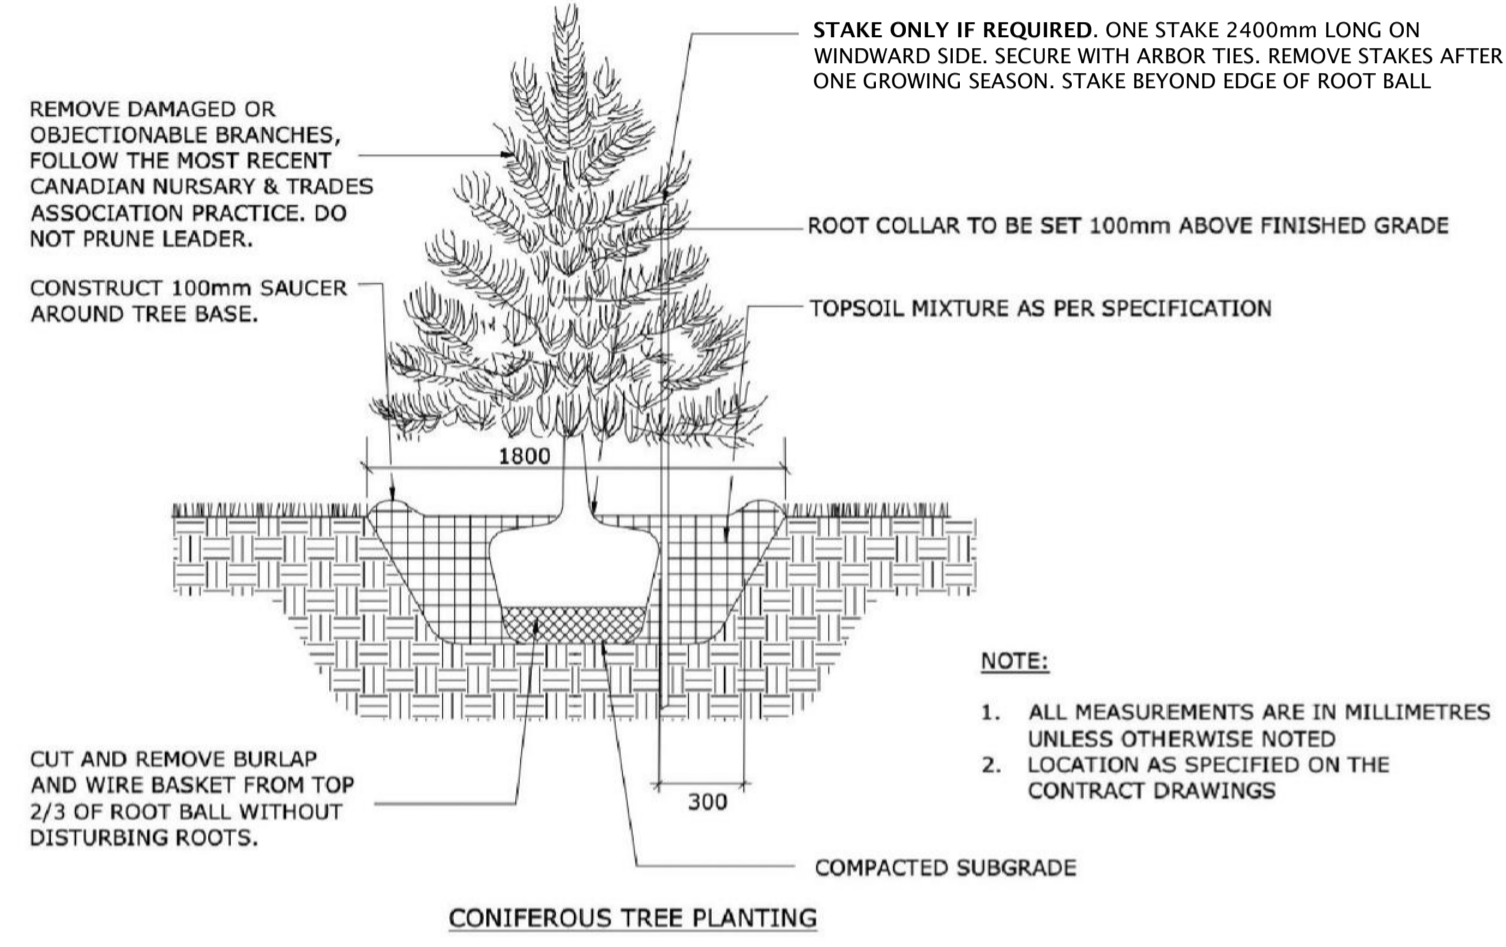 STAKE ONLY IF REQUIRED. ONE STAKE 2400mm LONG ON
WINDWARD SIDE. SECURE WITH ARBOR TIES. REMOVE STAKES AFTER
ONE GROWING SEASON. STAKE BEYOND EDGE OF ROOT BALL
REMOVE DAMAGED OR
OBJECTIONABLE BRANCHES,
FOLLOW THE MOST RECENT
CANADIAN NURSARY & TRADES
ASSOCIATION PRACTICE. DO
NOT PRUNE LEADER.
ROOT COLLAR TO BE SET 100mm ABOVE FINISHED GRADE
CONSTRUCT 100mm SAUCER
AROUND TREE BASE.
TOPSOIL MIXTURE AS PER SPECIFICATION
1800
NOTE:
1. ALL MEASUREMENTS ARE IN MILLIMETRES
UNLESS OTHERWISE NOTED
2. LOCATION AS SPECIFIED ON THE
CONTRACT DRAWINGS
CUT AND REMOVE BURLAP
AND WIRE BASKET FROM TOP
2/3 OF ROOT BALL WITHOUT
DISTURBING ROOTS.
300
COMPACTED SUBGRADE
CONIFEROUS TREE PLANTING